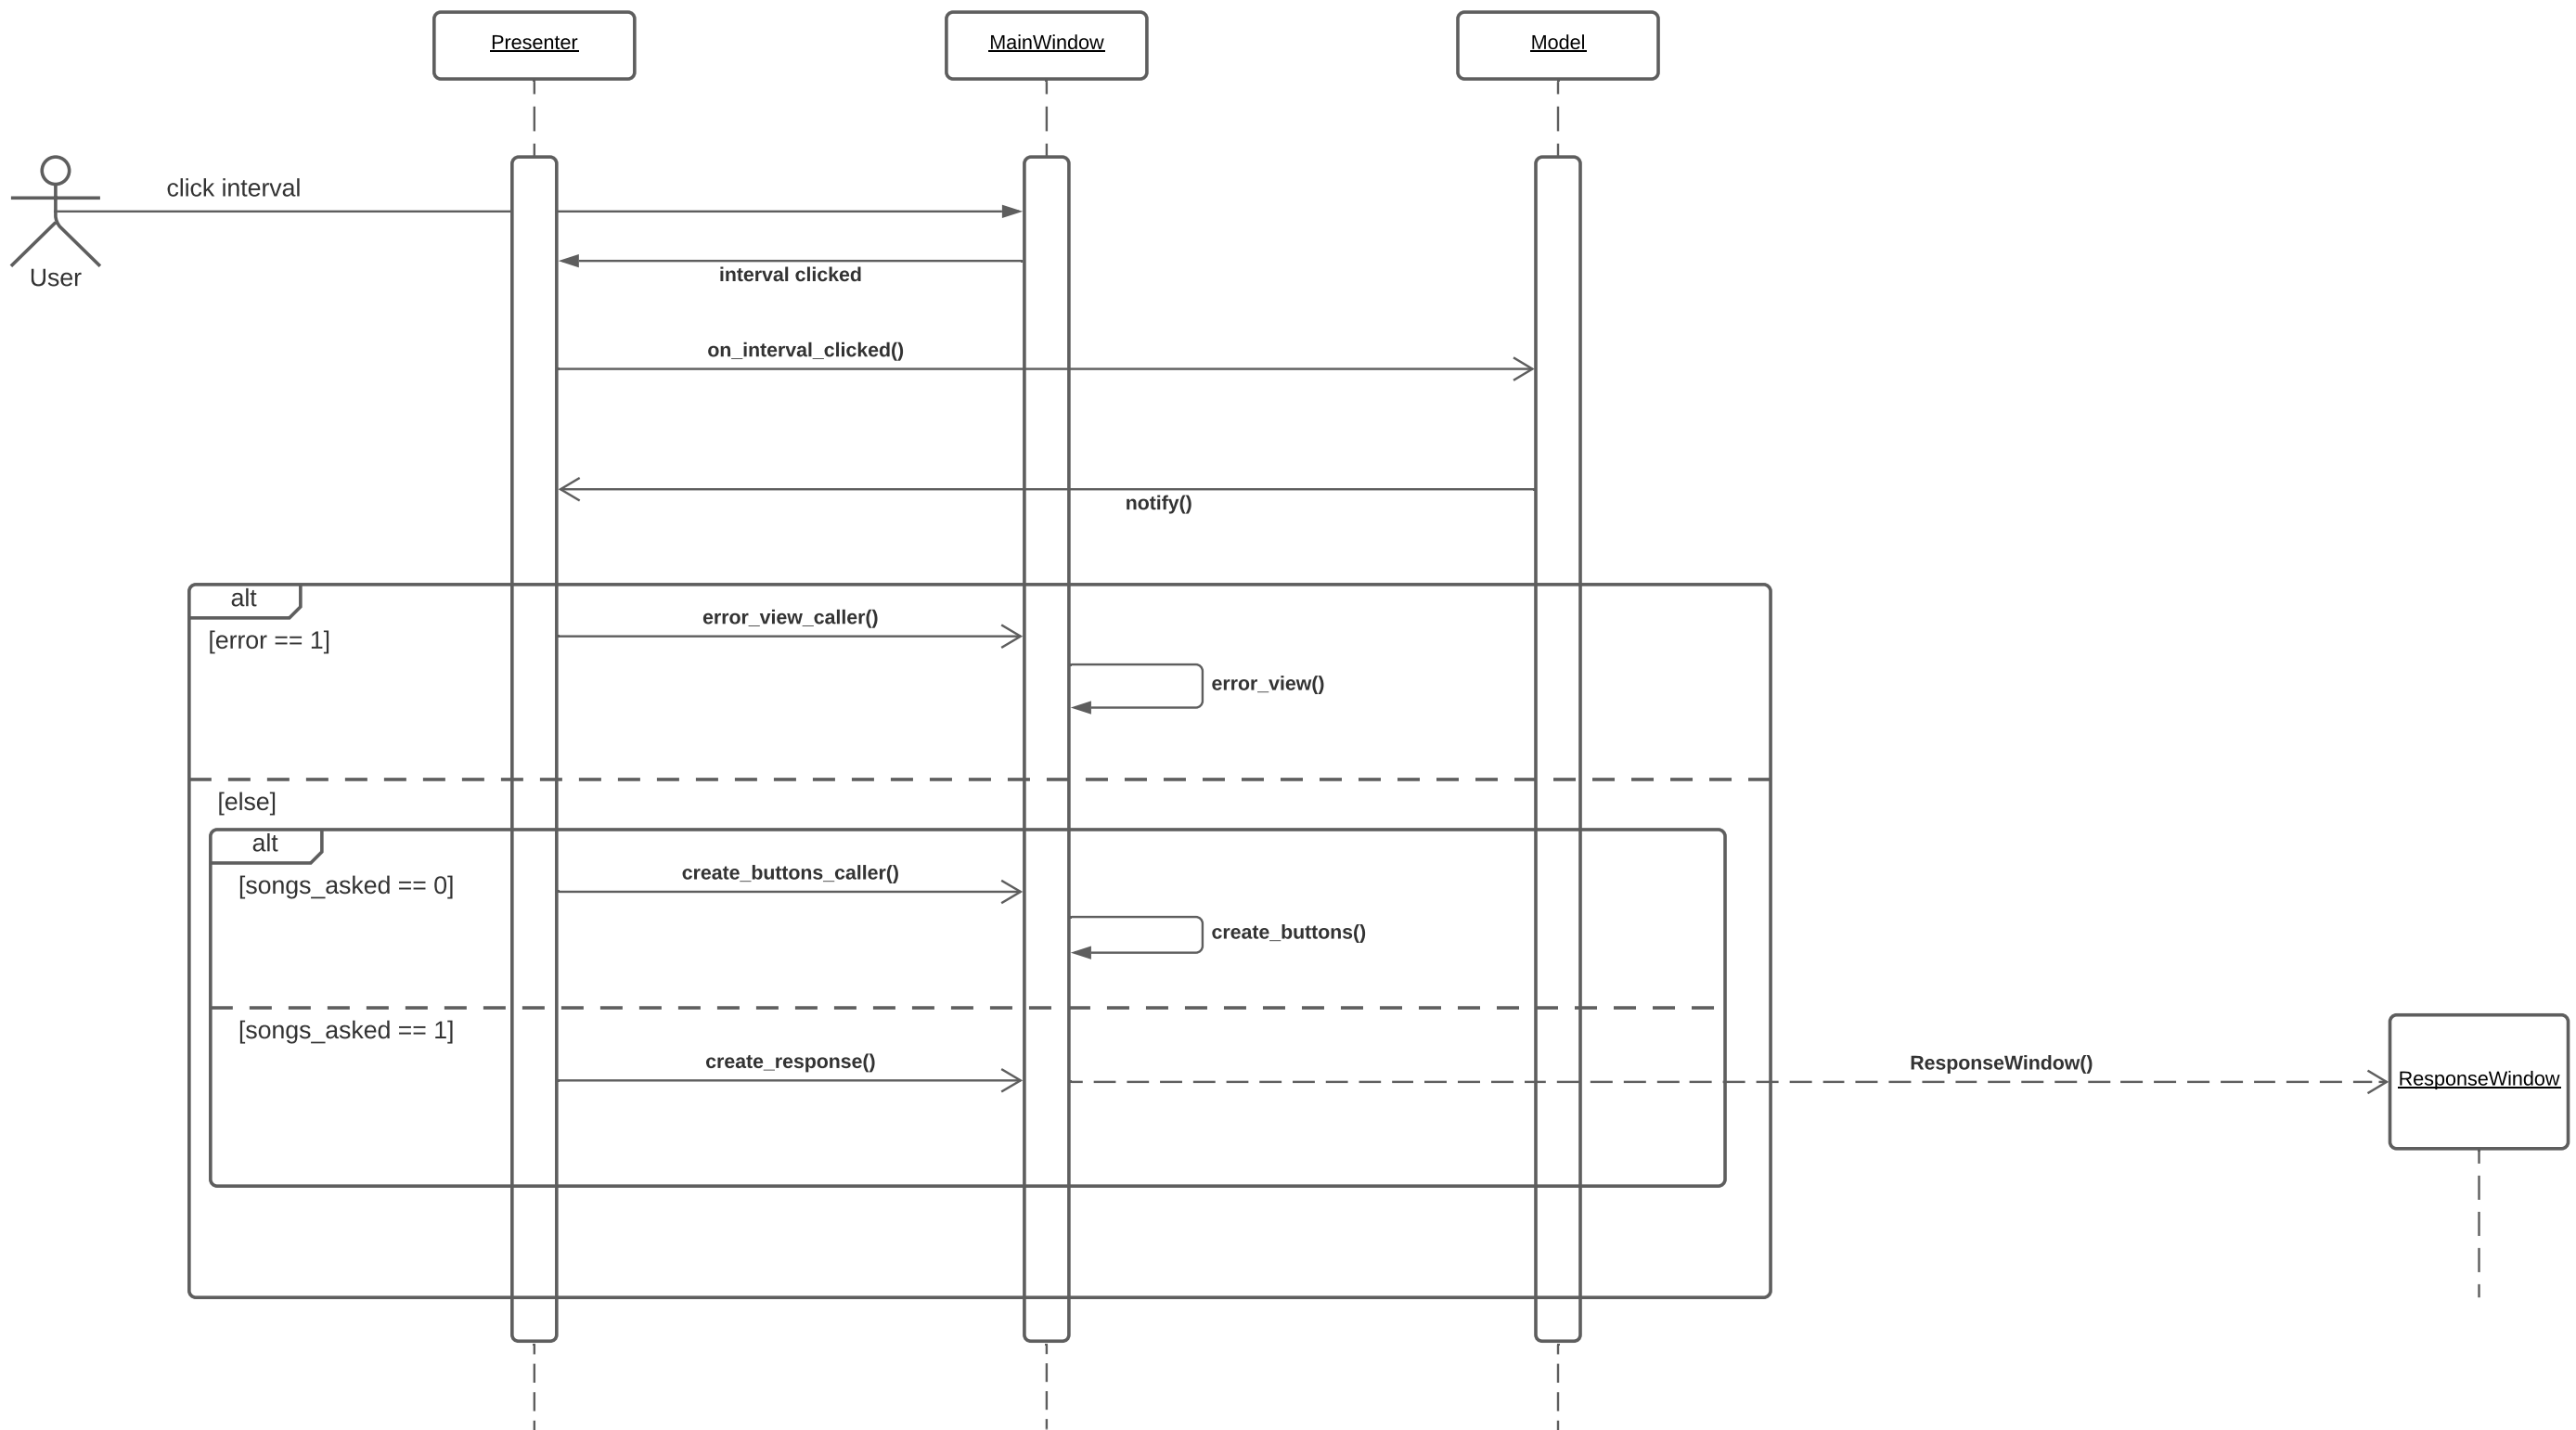 Presenter
MainWindow
Model
click interval
User
interval clicked
on_interval_clicked()
notify()
alt
error_view_caller()
[error == 1]
error_view()
[else]
alt
create_buttons_caller()
[songs_asked == 0]
create_buttons()
[songs_asked == 1]
create_response()
ResponseWindow()
ResponseWindow